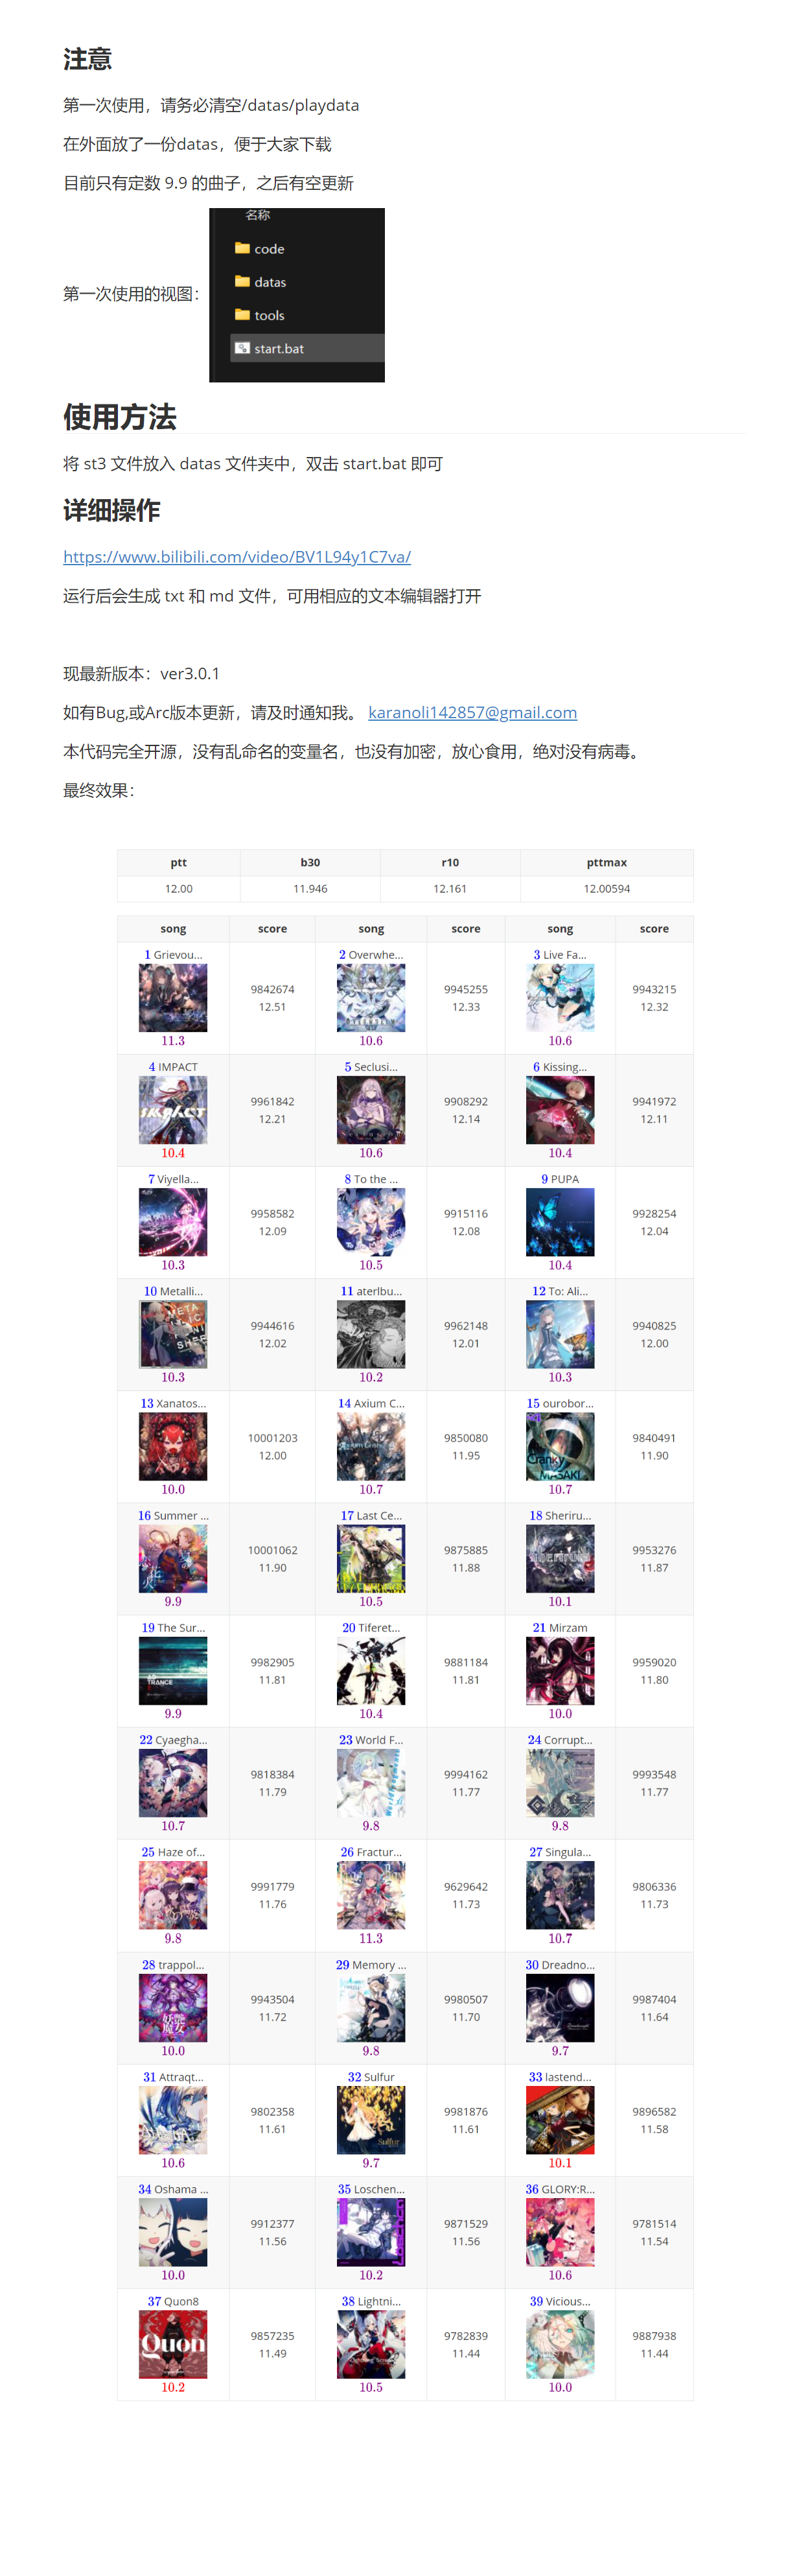 注意
第一次使用，请务必清空/datas/playdata
在外面放了一份datas，便于大家下载
目前只有定数 9.9 的曲子，之后有空更新
名称
code
datas
第一次使用的视图：
tools
start.bat
使用方法
将 st3 文件放入 datas 文件夹中，双击 start.bat 即可
详细操作
https://www.bilibili.com/video/BV1L94y1C7va/
运行后会生成 txt 和 md 文件，可用相应的文本编辑器打开
现最新版本：ver3.0.1
如有Bug,或Arc版本更新，请及时通知我。 karanoli142857@gmail.com
本代码完全开源，没有乱命名的变量名，也没有加密，放心食用，绝对没有病毒。
最终效果：
ptt b30 r10 pttmax
12.00 11.946 12.161 12.00594
song score song score song score
1 Grievou... 2 Overwhe... 3 Live Fa...
9842674 9945255 9943215
12.51 12.33 12.32
11.3 10.6 10.6
4 IMPACT 5 Seclusi... 6 Kissing...
9961842 9908292 9941972
12.21 12.14 12.11
10.4 10.6 10.4
7 Viyella... 8 To the ... 9 PUPA
9958582 9915116 9928254
12.09 12.08 12.04
10.3 10.5 10.4
10 Metalli... 11 aterlbu... 12 To: Ali...
9944616 9962148 9940825
12.02 12.01 12.00
10.3 10.2 10.3
13 Xanatos... 14 Axium C... 15 ourobor...
10001203 9850080 9840491
12.00 11.95 11.90
Cranky
MASAKI
10.0 10.7 10.7
16 Summer ... 17 Last Ce... 18 Sheriru...
10001062 9875885 9953276
11.90 11.88 11.87
9.9 10.5 10.1
19 The Sur... 20 Tiferet... 21 Mirzam
9982905 9881184 9959020
11.81 11.81 11.80
TRANCE
9.9 10.4 10.0
22 Cyaegha... 23 World F... 24 Corrupt...
9818384 9994162 9993548
11.79 11.77 11.77
10.7 9.8 9.8
25 Haze of... 26 Fractur... 27 Singula...
9991779 9629642 9806336
11.76 11.73 11.73
9.8 11.3 10.7
28 trappol... 29 Memory ... 30 Dreadno...
9943504 9980507 9987404
11.72 11.70 11.64
10.0 9.8 9.7
31 Attraqt... 32 Sulfur 33 lastend...
9802358 9981876 9896582
11.61 11.61 11.58
Sulfur
10.6 9.7 10.1
34 Oshama ... 35 Loschen... 36 GLORY:R...
9912377 9871529 9781514
11.56 11.56 11.54
10.0 10.2 10.6
37 Quon8 38 Lightni... 39 Vicious...
9857235 9782839 9887938
Quon
11.49 11.44 11.44
10.2 10.5 10.0